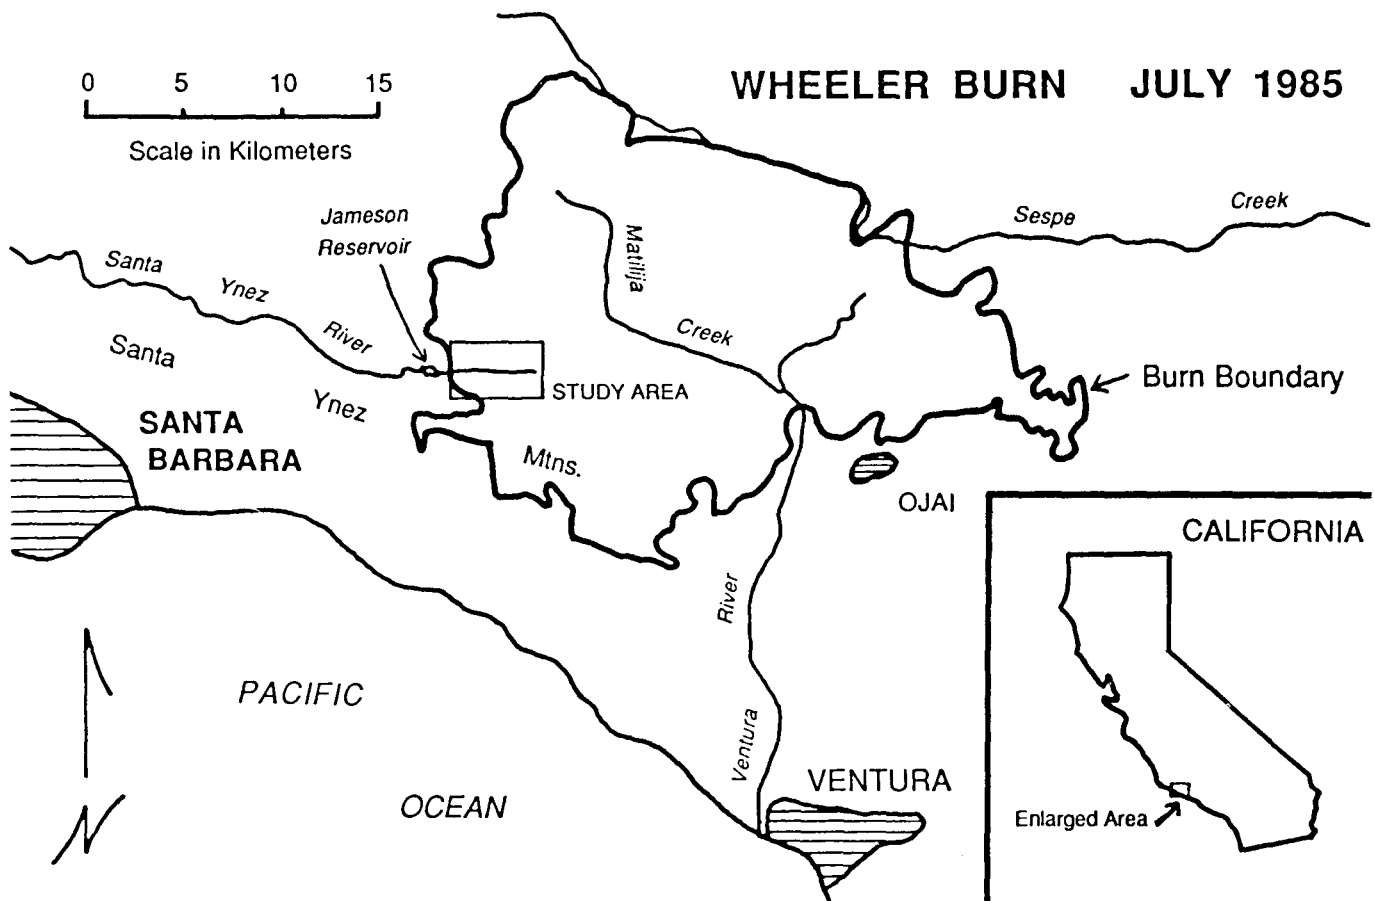 WHEELER BURN JULY 1985
0 5 10 15
Scale in Kilometers
Jameson
Reservoir
Sespe Creek
Santa Ynez River
Matilija Creek
Santa Ynez Mtns.
STUDY AREA
Burn Boundary
SANTA
BARBARA
OJAI
CALIFORNIA
Ventura River
PACIFIC
OCEAN
VENTURA
Enlarged Area
N